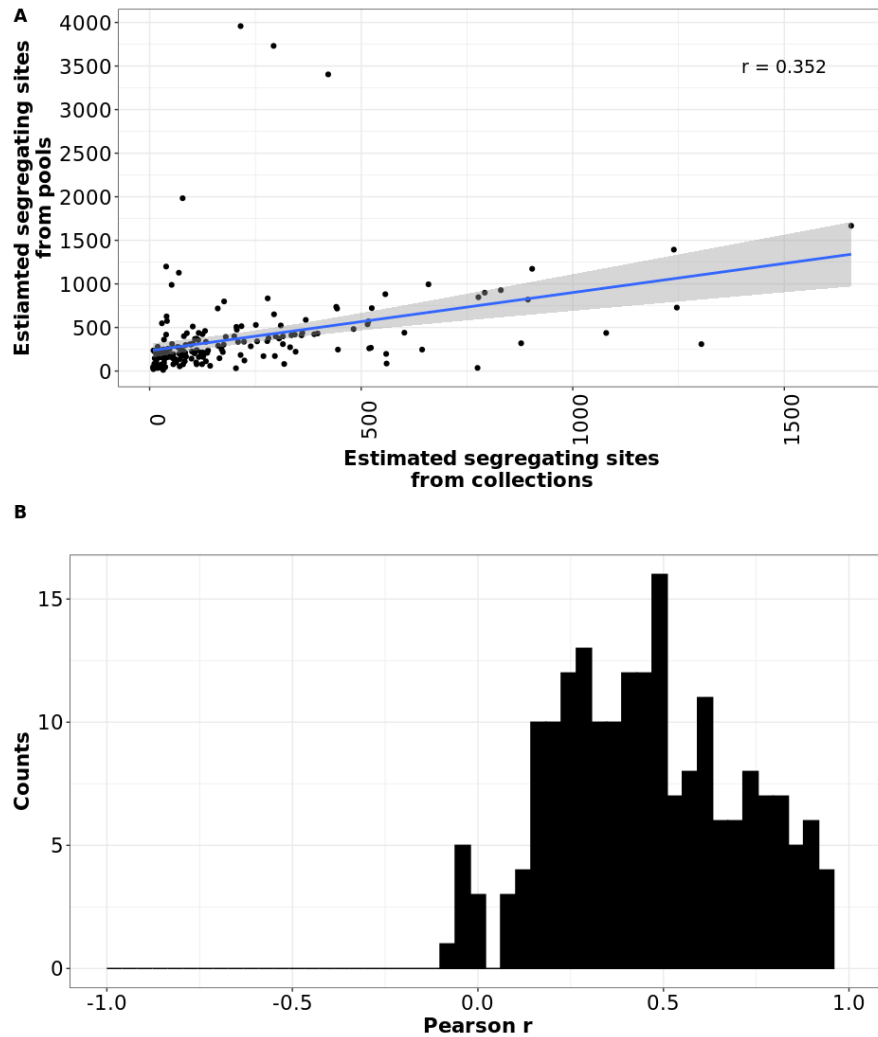 A
4000
3500
3000
2500
2000
1500
1000
500
0
Estiamted segregating sites
from pools
r = 0.352
0
500
1000
1500
Estimated segregating sites
from collections
B
15
10
5
0
Counts
-1.0
-0.5
0.0
0.5
1.0
Pearson r